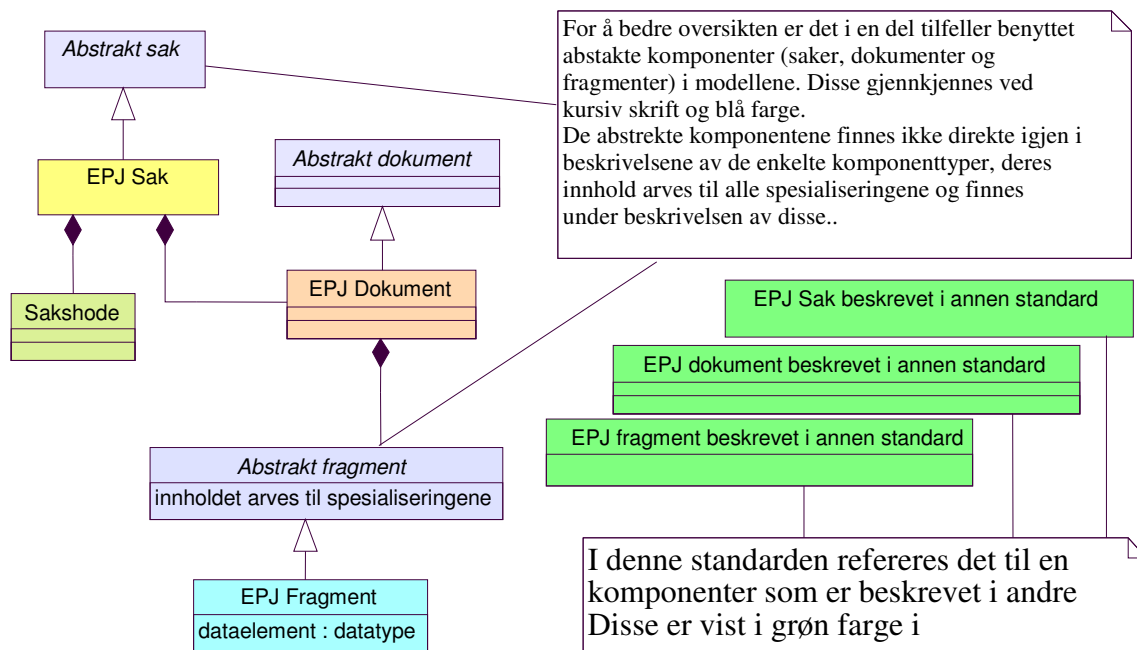 Abstrakt sak
For å bedre oversikten er det i en del tilfeller benyttet
abstakte komponenter (saker, dokumenter og
fragmenter) i modellene. Disse gjennkjennes ved
kursiv skrift og blå farge.
De abstrekte komponentene finnes ikke direkte igjen i
beskrivelsene av de enkelte komponenttyper, deres
innhold arves til alle spesialiseringene og finnes
under beskrivelsen av disse..
EPJ Sak
Abstrakt dokument
EPJ Dokument
Sakshode
EPJ Sak beskrevet i annen standard
EPJ dokument beskrevet i annen standard
EPJ fragment beskrevet i annen standard
Abstrakt fragment
innholdet arves til spesialiseringene
EPJ Fragment
dataelement : datatype
I denne standarden refereres det til en
komponenter som er beskrevet i andre
Disse er vist i grøn farge i